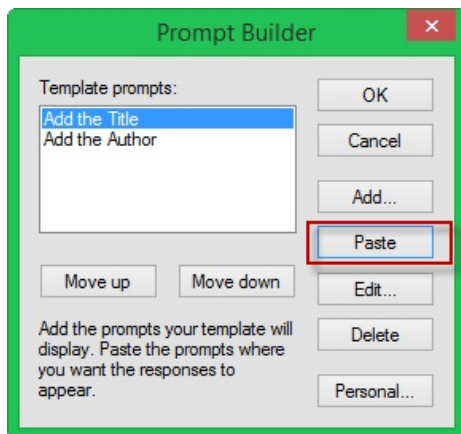 Prompt Builder
Template prompts:
Add the Title
Add the Author
OK
Cancel
Add...
Paste
Edit...
Delete
Personal...
Move up
Move down
Add the prompts your template will
display. Paste the prompts where
you want the responses to
appear.